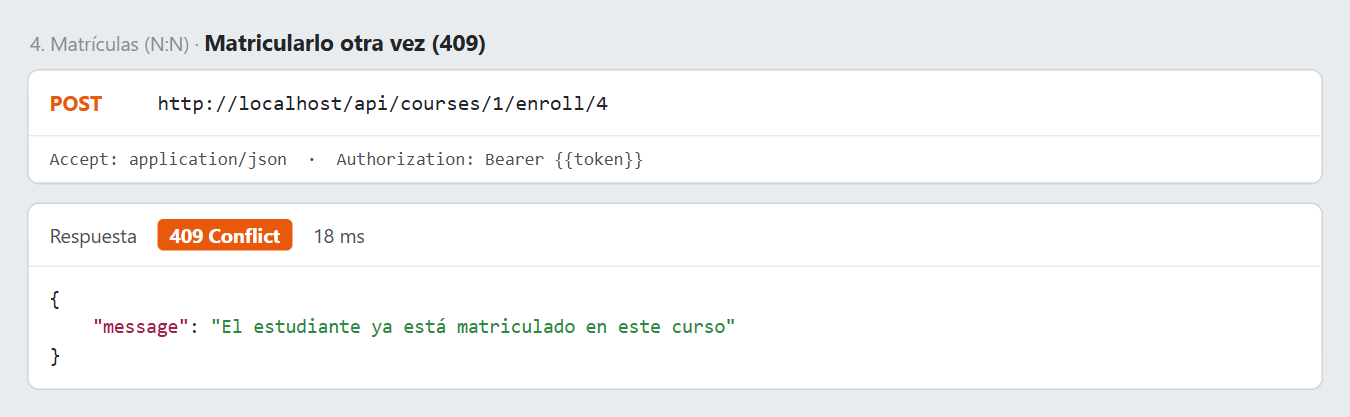 4. Matrículas (N:N) · Matricularlo otra vez (409)
POST http://localhost/api/courses/1/enroll/4
Accept: application/json · Authorization: Bearer {{token}}
Respuesta 409 Conflict 18 ms
{
"message": "El estudiante ya está matriculado en este curso"
}